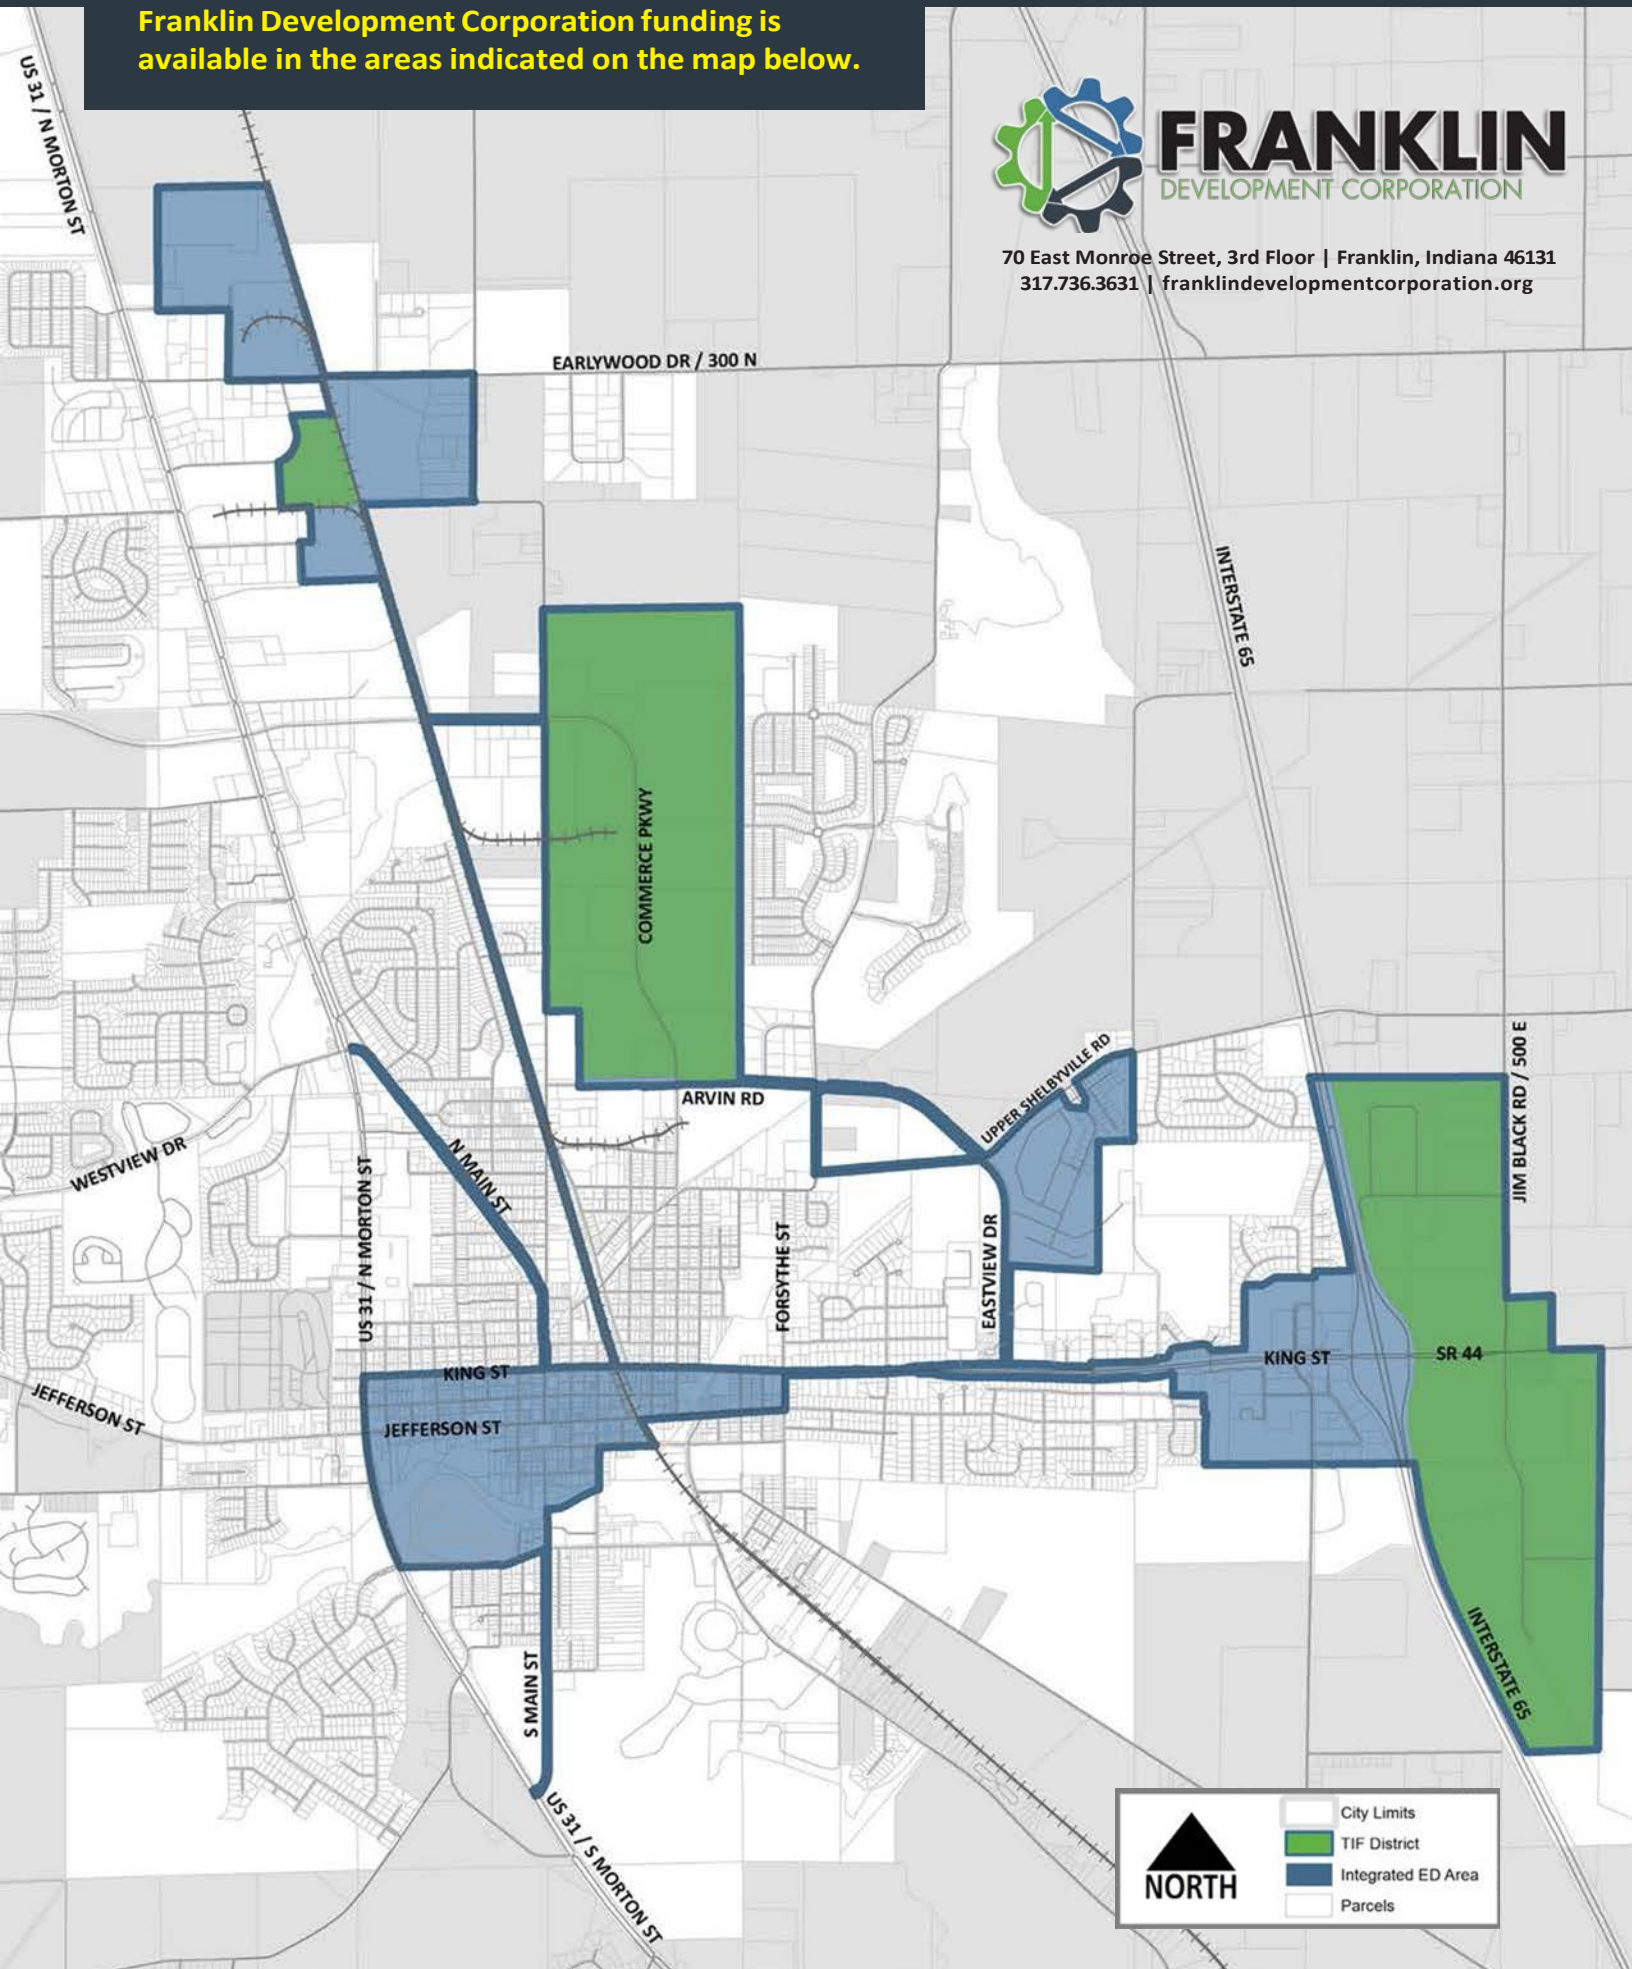 Franklin Development Corporation funding is
available in the areas indicated on the map below.
FRANKLIN
DEVELOPMENT CORPORATION
70 East Monroe Street, 3rd Floor | Franklin, Indiana 46131
317.736.3631 | franklindevelopmentcorporation.org
US 31 / N MORTON ST
EARLYWOOD DR / 300 N
INTERSTATE 65
COMMERCE PKWY
ARVIN RD
UPPER SHELBYVILLE RD
JIM BLACK RD / 500 E
WESTVIEW DR
N MAIN ST
US 31 / N MORTON ST
FORSYTHE ST
EASTVIEW DR
KING ST
KING ST
SR 44
JEFFERSON ST
JEFFERSON ST
S MAIN ST
INTERSTATE 65
US 31 / S MORTON ST
NORTH
City Limits
TIF District
Integrated ED Area
Parcels